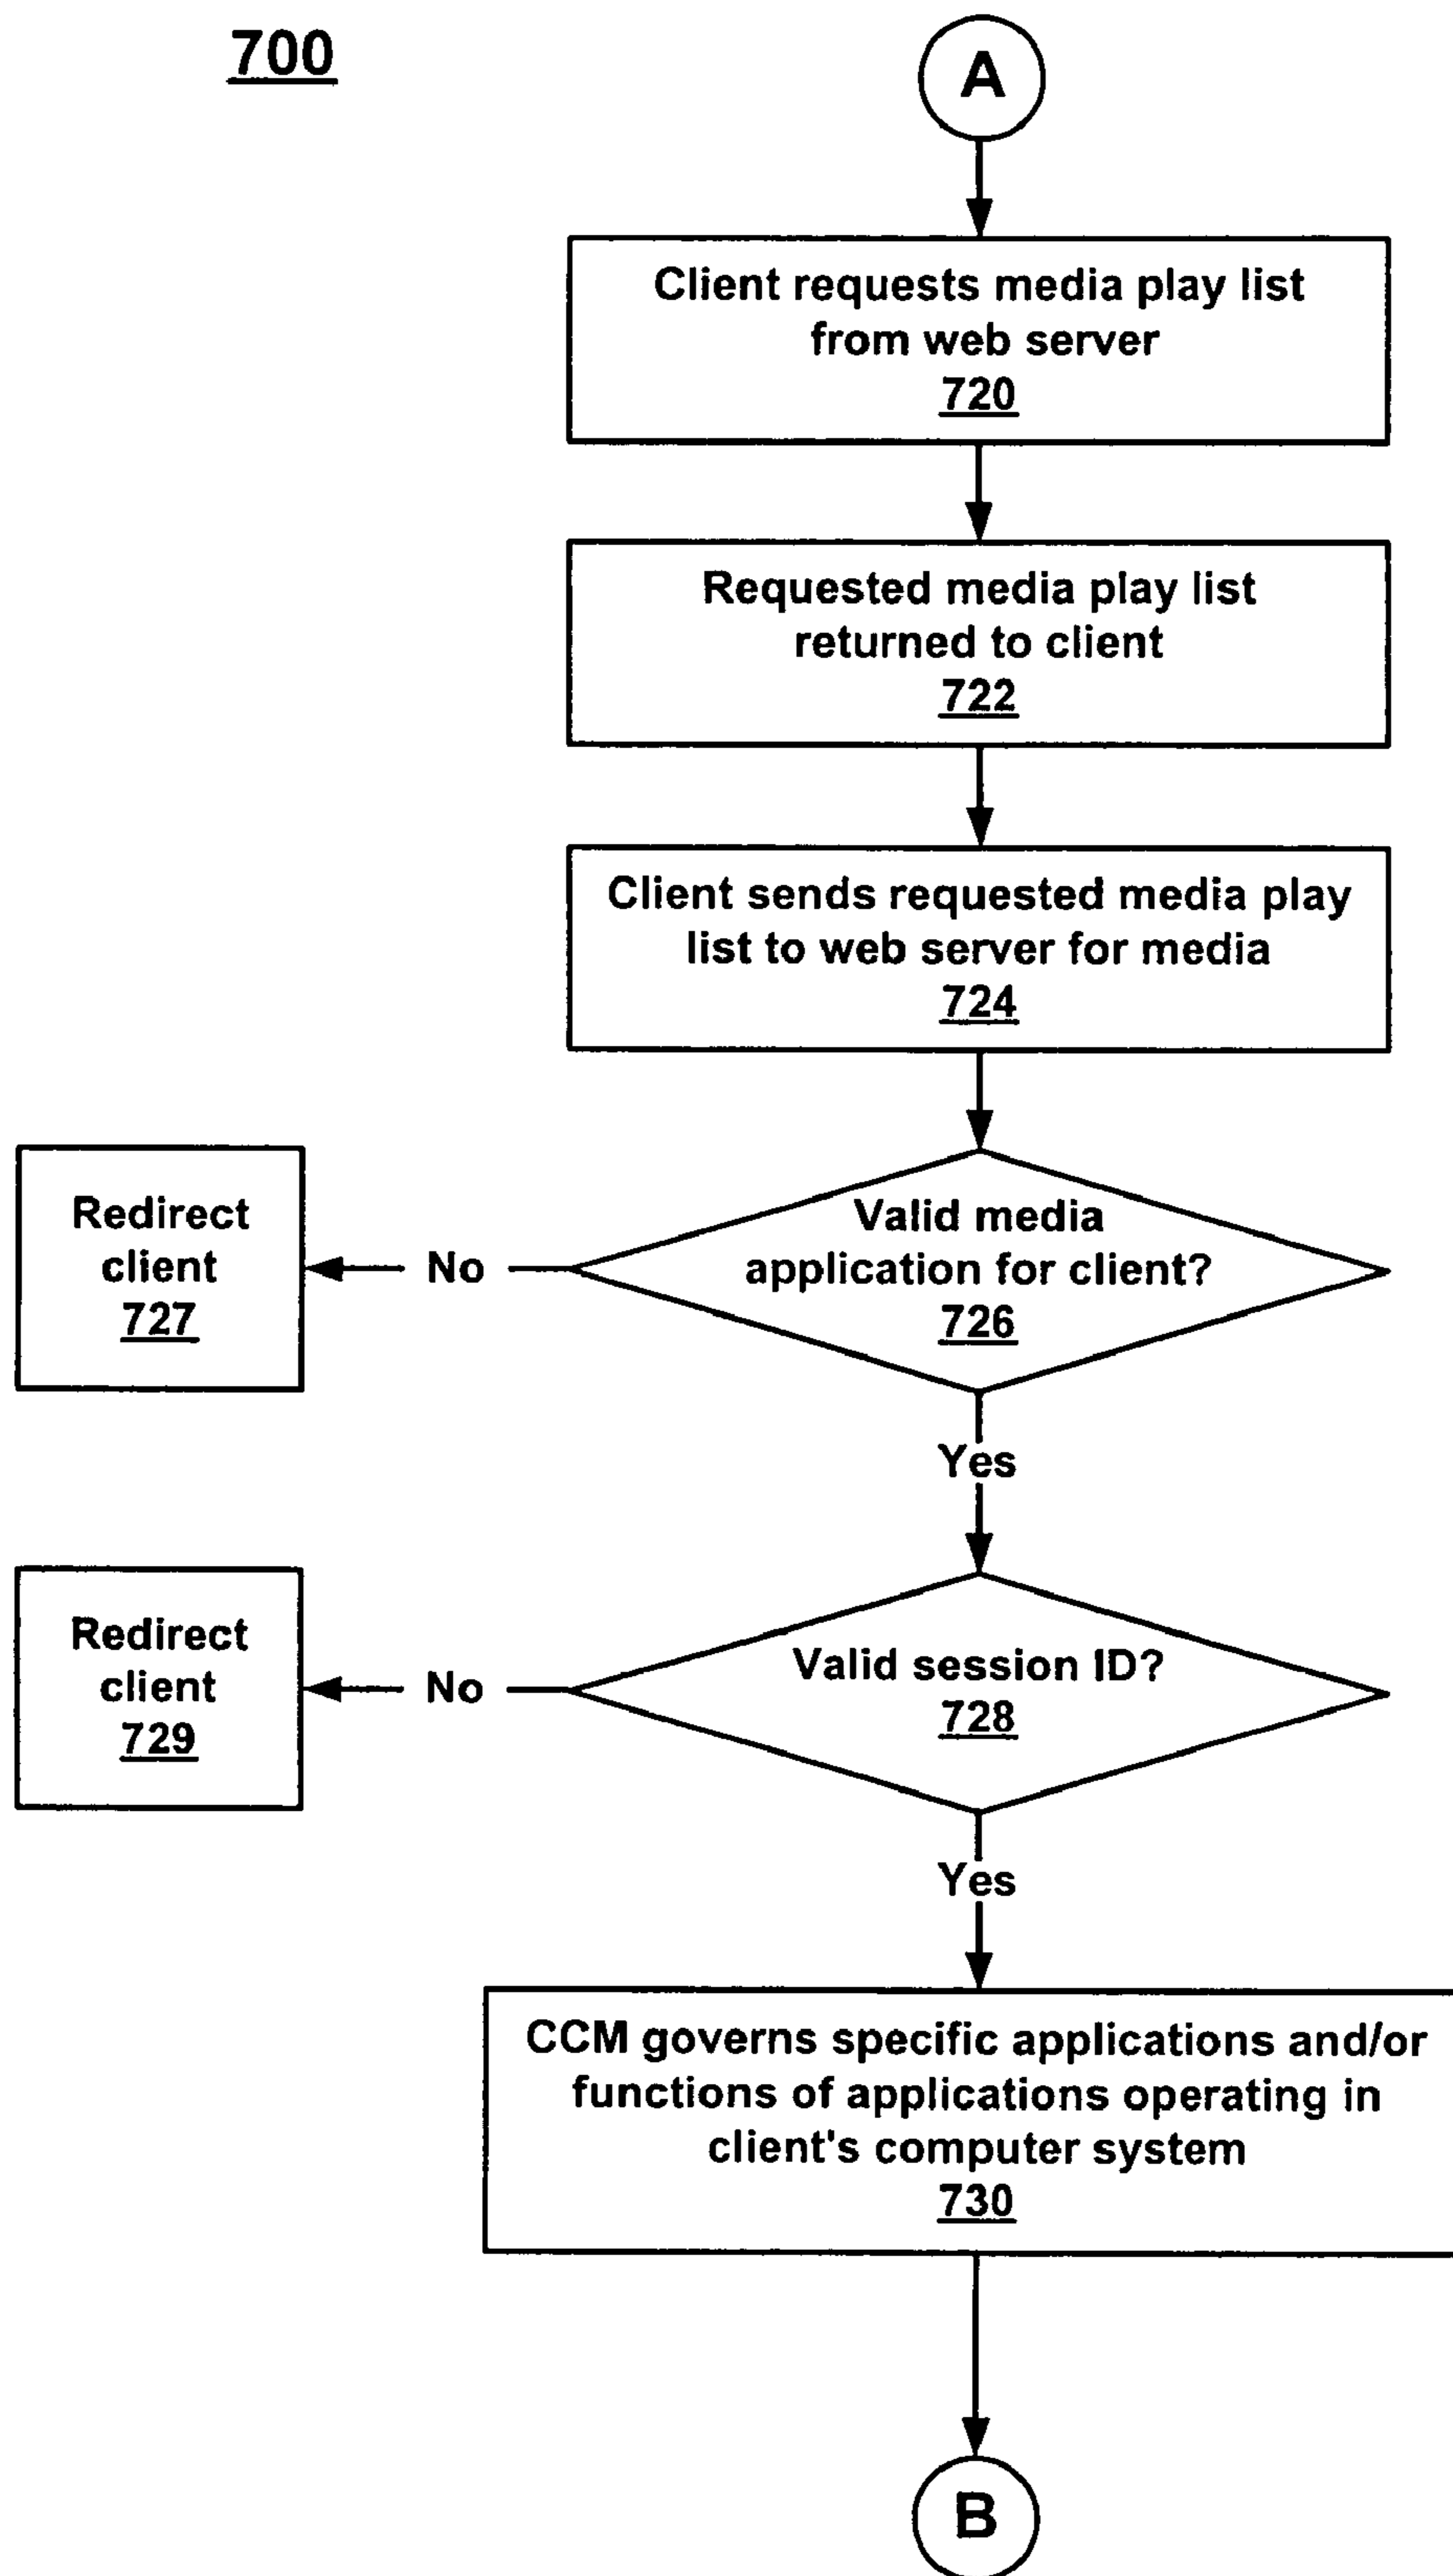 700
A
Client requests media play list
from web server
720
Requested media play list
returned to client
722
Client sends requested media play
list to web server for media
724
Valid media
application for client?
726
No
Redirect
client
727
Yes
Valid session ID?
728
No
Redirect
client
729
Yes
CCM governs specific applications and/or
functions of applications operating in
client's computer system
730
B